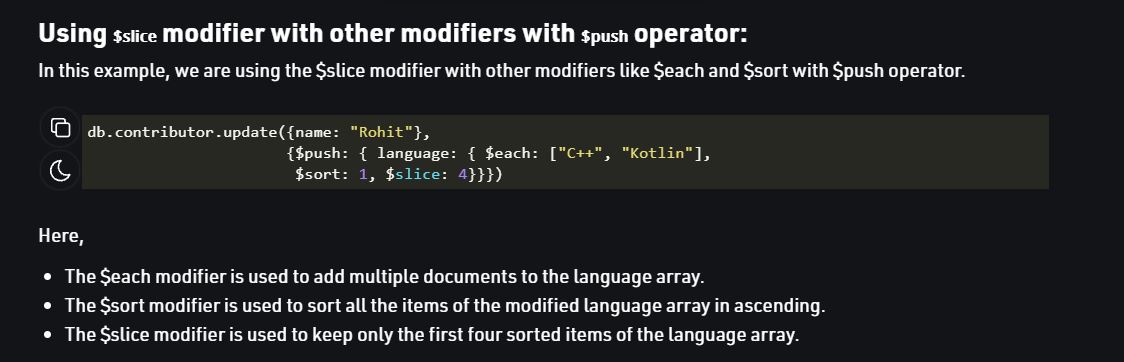 Using $slice modifier with other modifiers with $push operator:
In this example, we are using the $slice modifier with other modifiers like $each and $sort with $push operator.
db.contributor.update({name: "Rohit"},
{$push: { language: { $each: ["C++", "Kotlin"],
$sort: 1, $slice: 4}}})
Here,
• The $each modifier is used to add multiple documents to the language array.
• The $sort modifier is used to sort all the items of the modified language array in ascending.
• The $slice modifier is used to keep only the first four sorted items of the language array.